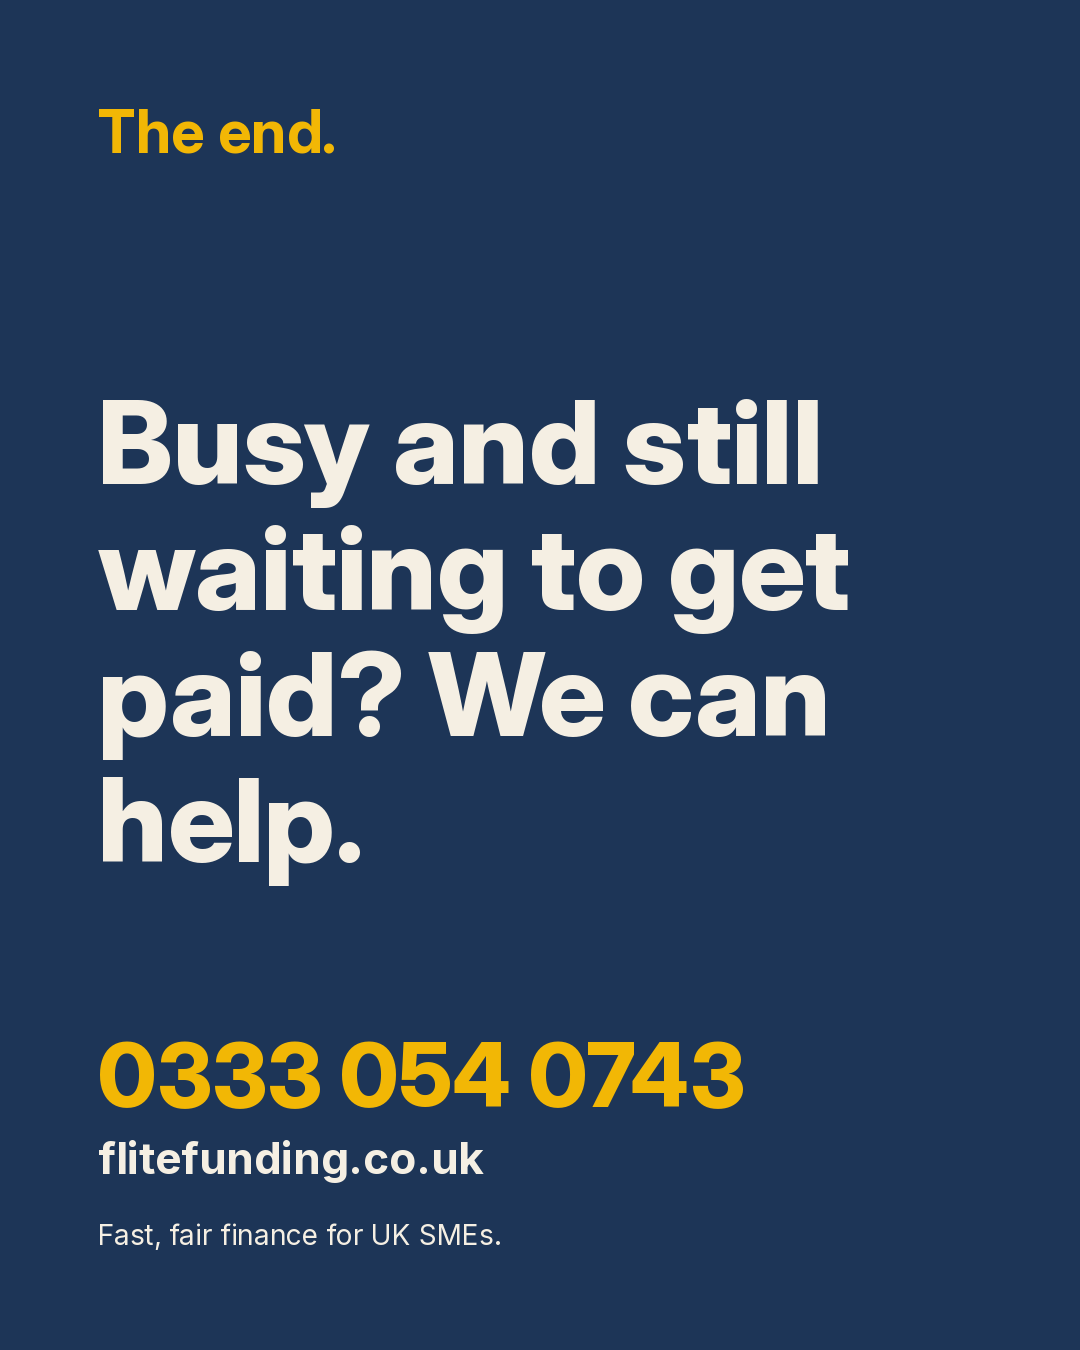 The end.
Busy and still
waiting to get
paid? We can
help.
0333 054 0743
flitefunding.co.uk
Fast, fair finance for UK SMEs.